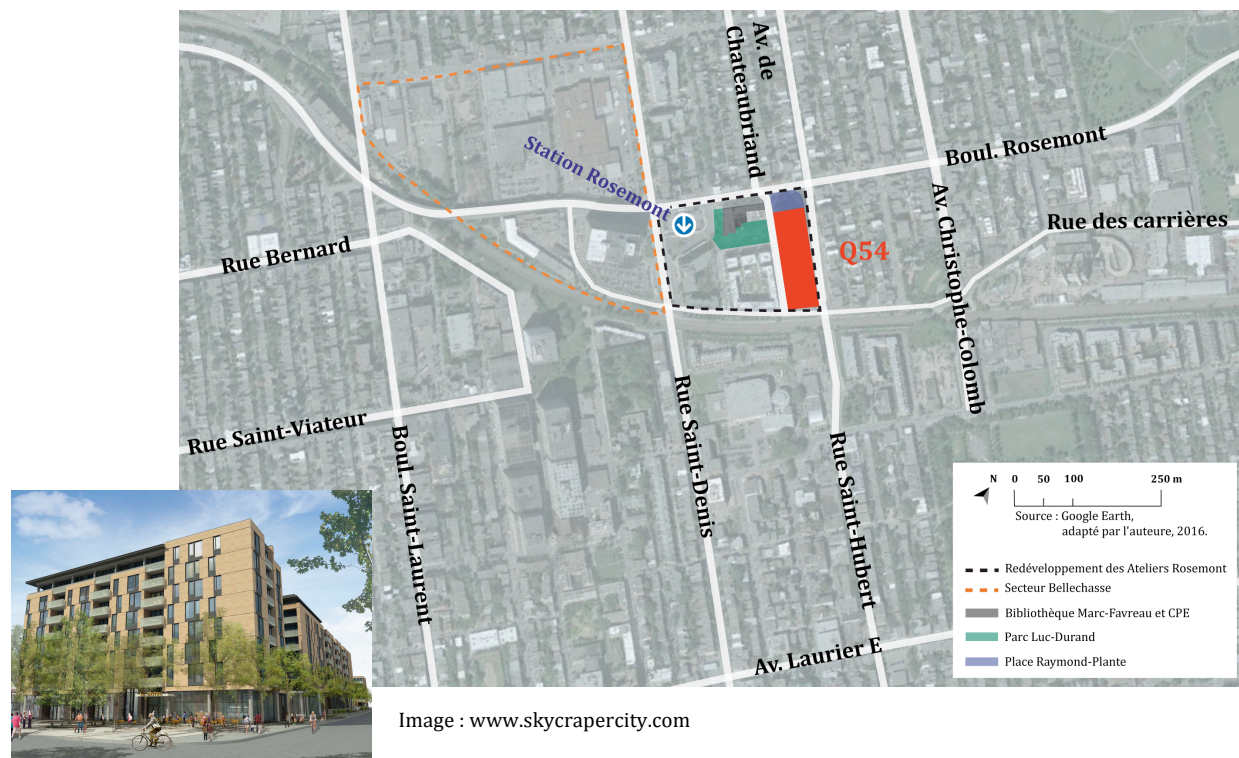 Av. de
Chateaubriand
Station Rosemont
Boul. Rosemont
Av. Christophe-Colomb
Rue des carrières
Rue Bernard
Q54
Rue Saint-Viateur
Boul. Saint-Laurent
Rue Saint-Denis
Rue Saint-Hubert
Av. Laurier E
N 0 50 100 250 m
Source : Google Earth,
adapté par l'auteure, 2016.
Redéveloppement des Ateliers Rosemont
Secteur Bellechasse
Bibliothèque Marc-Favreau et CPE
Parc Luc-Durand
Place Raymond-Plante
Image : www.skycrapercity.com